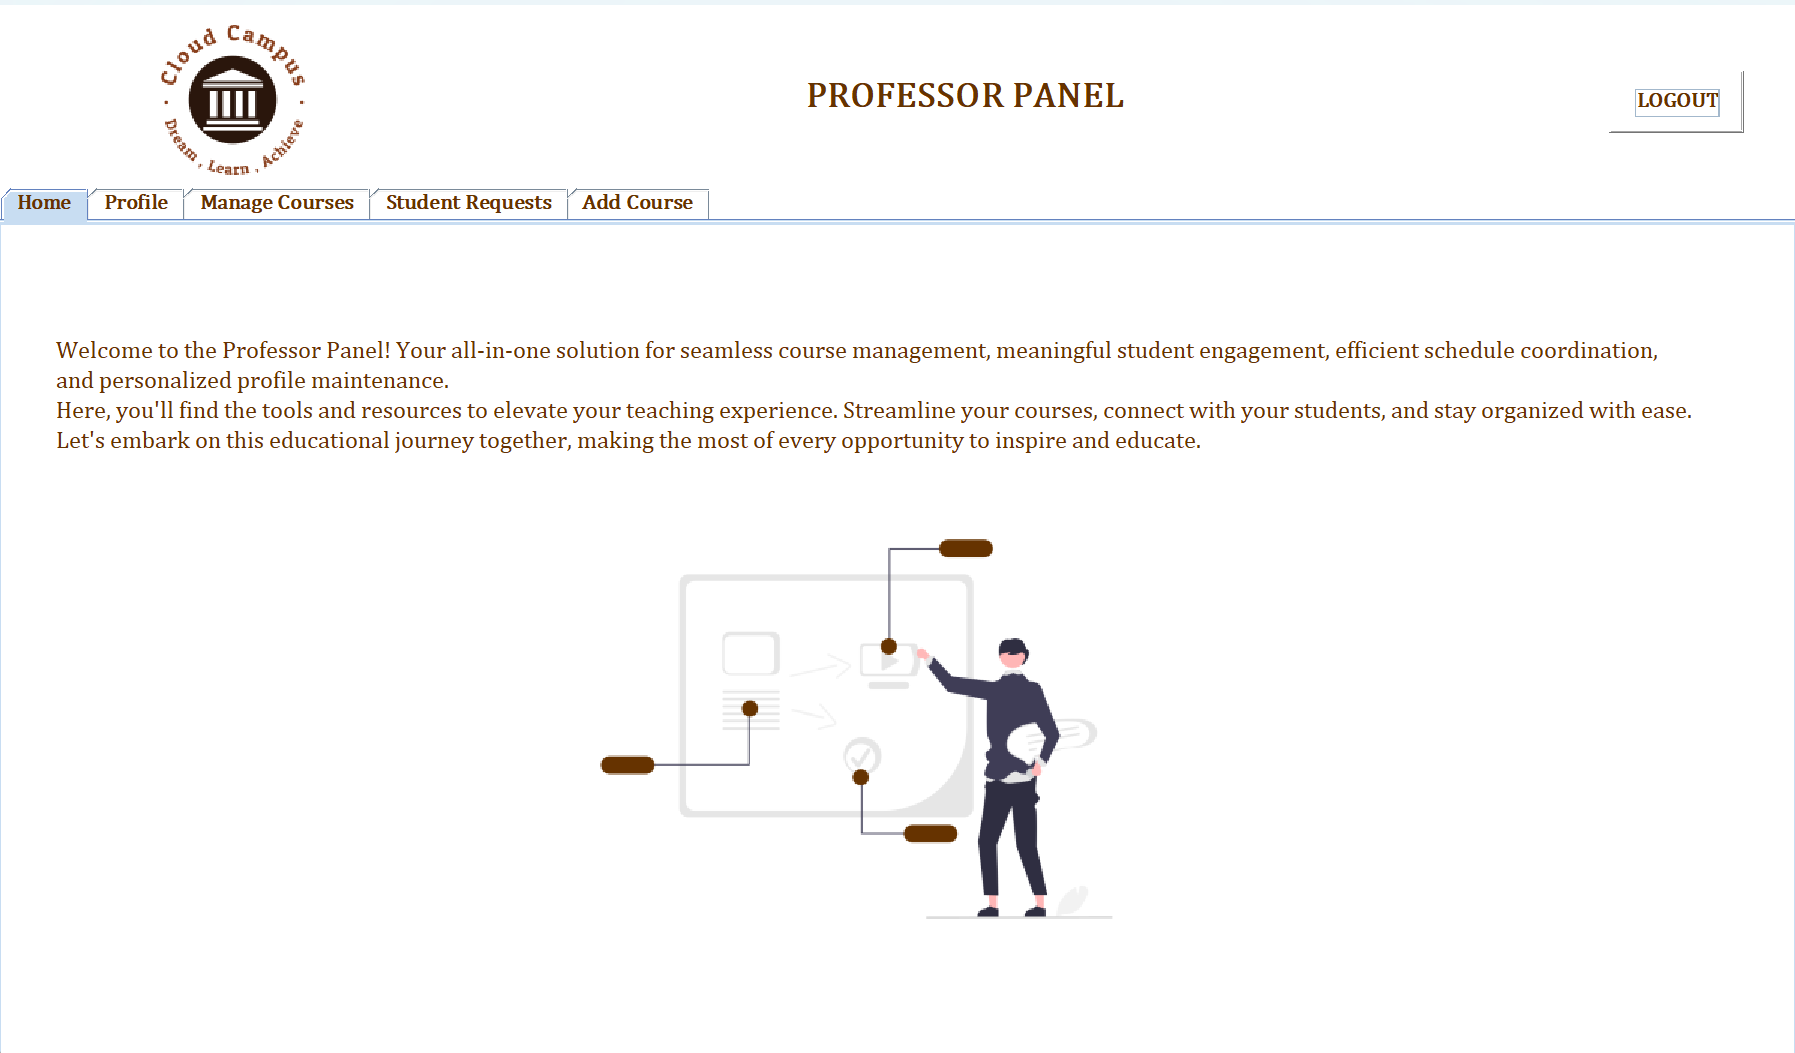 Cloud Campus
Dream , Learn , Achieve
PROFESSOR PANEL
LOGOUT
Home
Profile
Manage Courses
Student Requests
Add Course
Welcome to the Professor Panel! Your all-in-one solution for seamless course management, meaningful student engagement, efficient schedule coordination,
and personalized profile maintenance.
Here, you'll find the tools and resources to elevate your teaching experience. Streamline your courses, connect with your students, and stay organized with ease.
Let's embark on this educational journey together, making the most of every opportunity to inspire and educate.